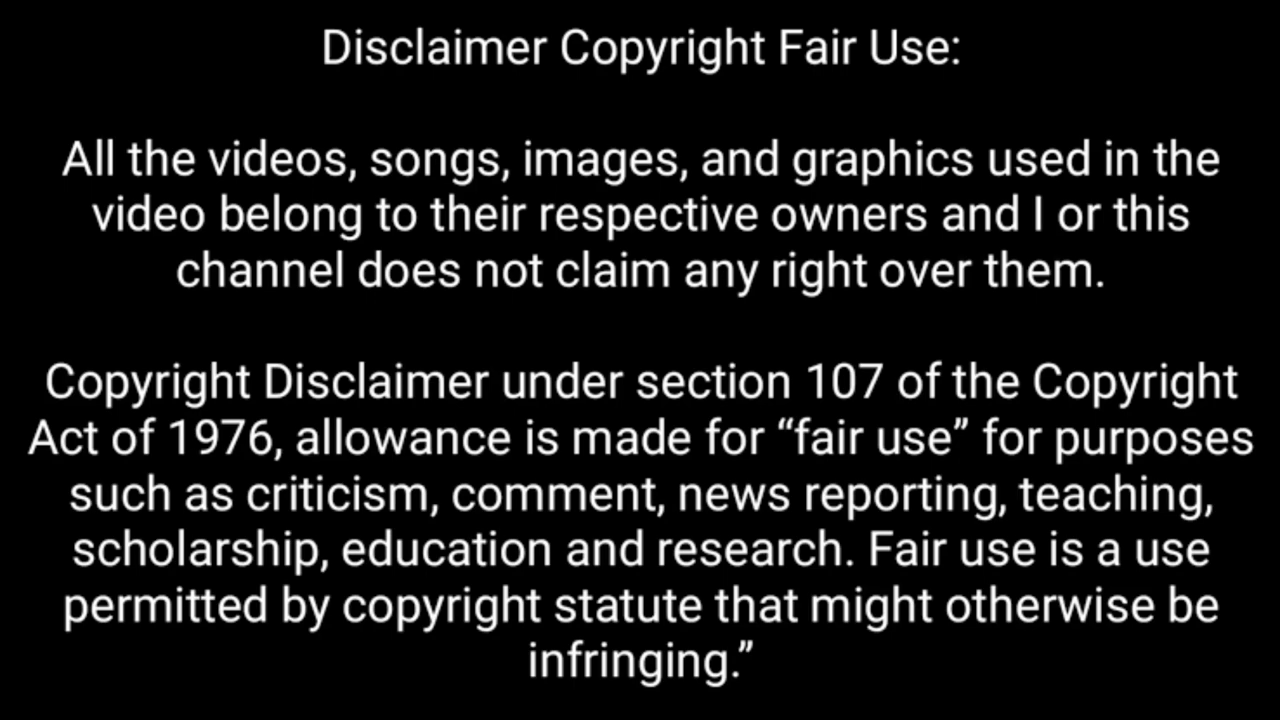 Disclaimer Copyright Fair Use:
All the videos, songs, images, and graphics used in the
video belong to their respective owners and I or this
channel does not claim any right over them.
Copyright Disclaimer under section 107 of the Copyright
Act of 1976, allowance is made for “fair use” for purposes
such as criticism, comment, news reporting, teaching,
scholarship, education and research. Fair use is a use
permitted by copyright statute that might otherwise be
infringing.”